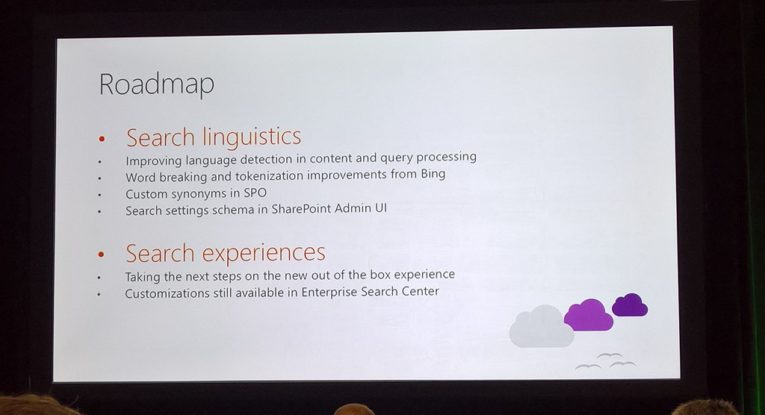 Roadmap
• Search linguistics
• Improving language detection in content and query processing
• Word breaking and tokenization improvements from Bing
• Custom synonyms in SPO
• Search settings schema in SharePoint Admin UI
• Search experiences
• Taking the next steps on the new out of the box experience
• Customizations still available in Enterprise Search Center